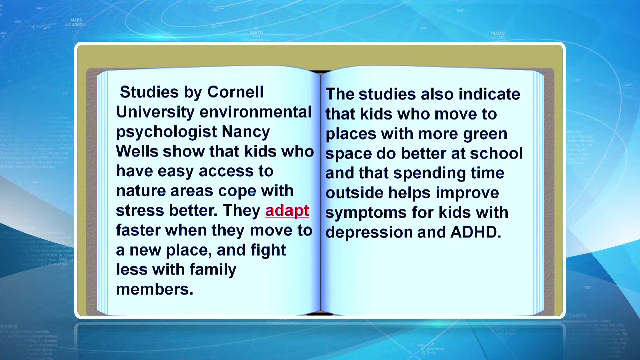 Studies by Cornell
University environmental
psychologist Nancy
Wells show that kids who
have easy access to
nature areas cope with
stress better. They adapt
faster when they move to
a new place, and fight
less with family
members.
The studies also indicate
that kids who move to
places with more green
space do better at school
and that spending time
outside helps improve
symptoms for kids with
depression and ADHD.